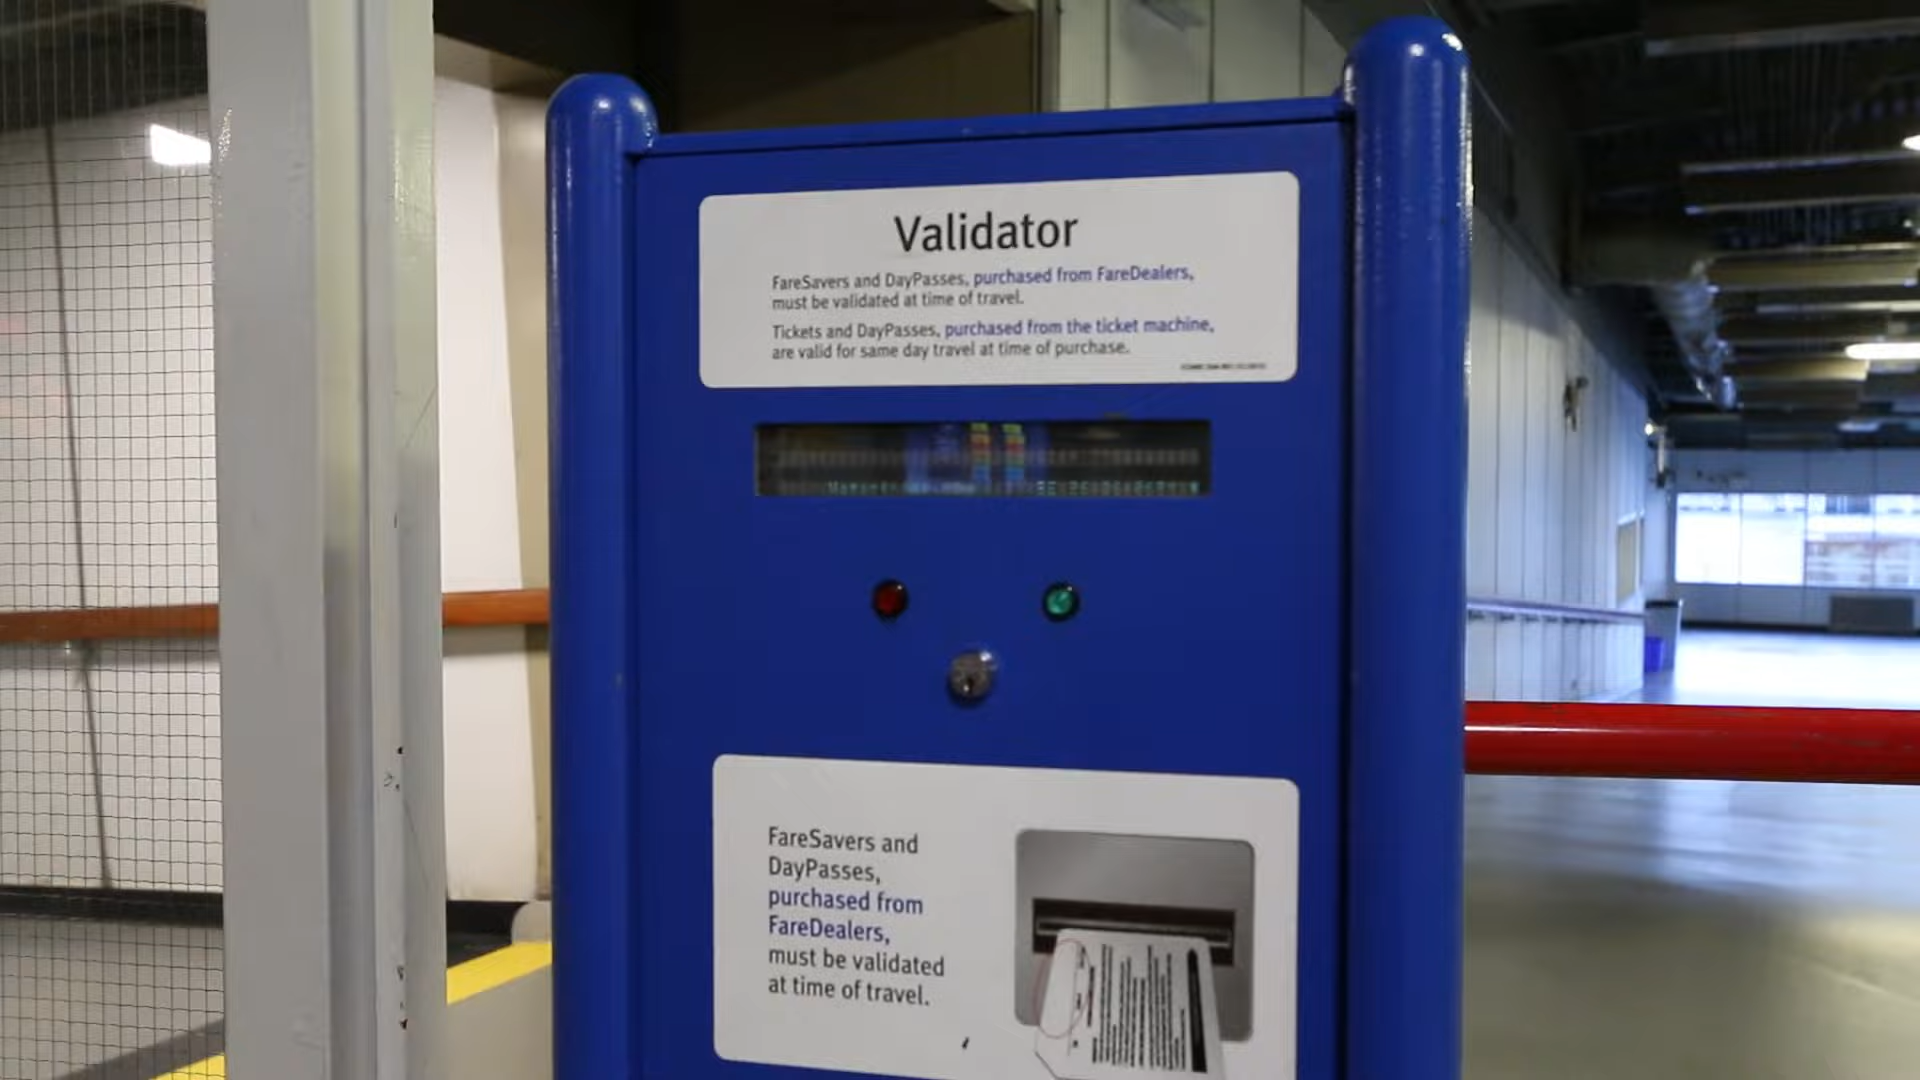 Validator
FareSavers and DayPasses, purchased from FareDealers,
must be validated at time of travel.
Tickets and DayPasses, purchased from the ticket machine,
are valid for same day travel at time of purchase.
FareSavers and
DayPasses,
purchased from
FareDealers,
must be validated
at time of travel.